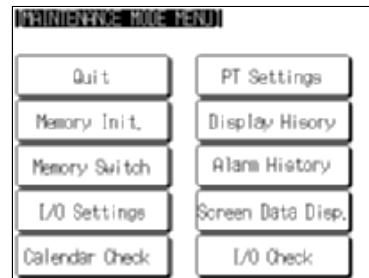 [MAINTENANCE MODE MENU]
Quit
PT Settings
Memory Init.
Display Hisory
Memory Switch
Alarm History
I/O Settings
Screen Data Disp.
Calendar Check
I/O Check